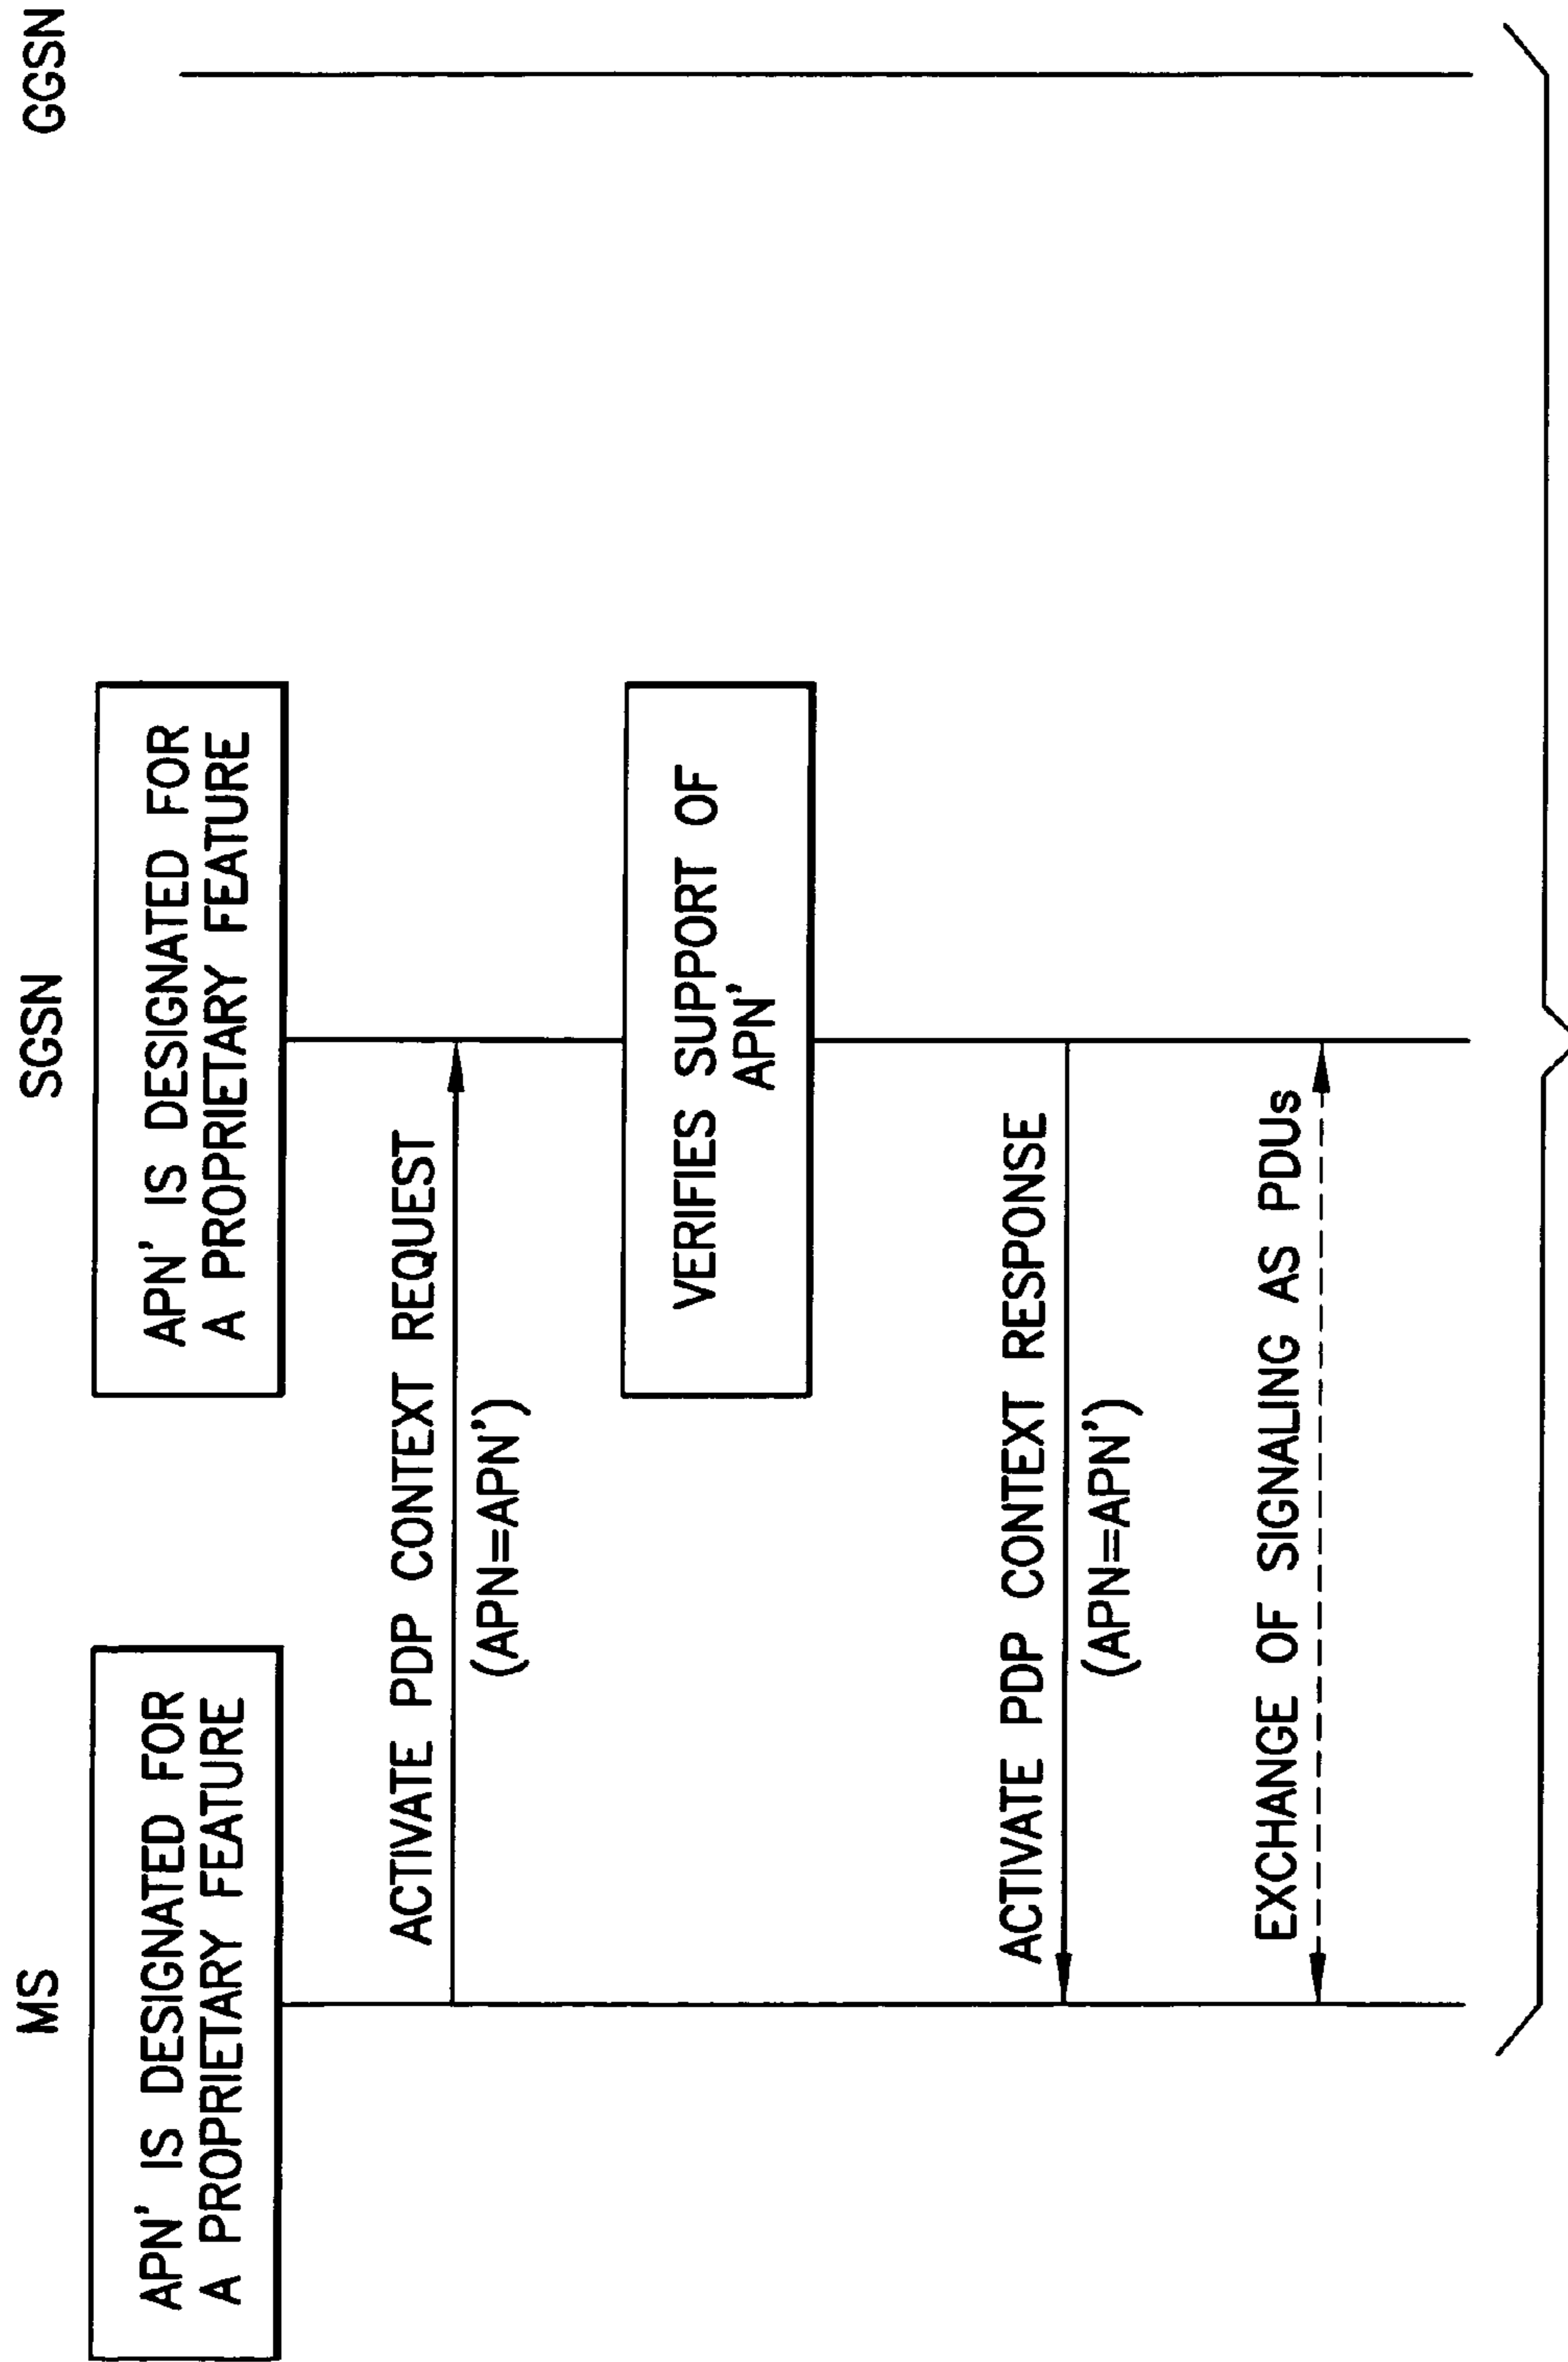 MS
SGSN
GGSN
APN' IS DESIGNATED FOR
A PROPRIETARY FEATURE
APN' IS DESIGNATED FOR
A PROPRIETARY FEATURE
ACTIVATE PDP CONTEXT REQUEST
(APN=APN')
VERIFIES SUPPORT OF
APN'
ACTIVATE PDP CONTEXT RESPONSE
(APN=APN')
EXCHANGE OF SIGNALING AS PDUs